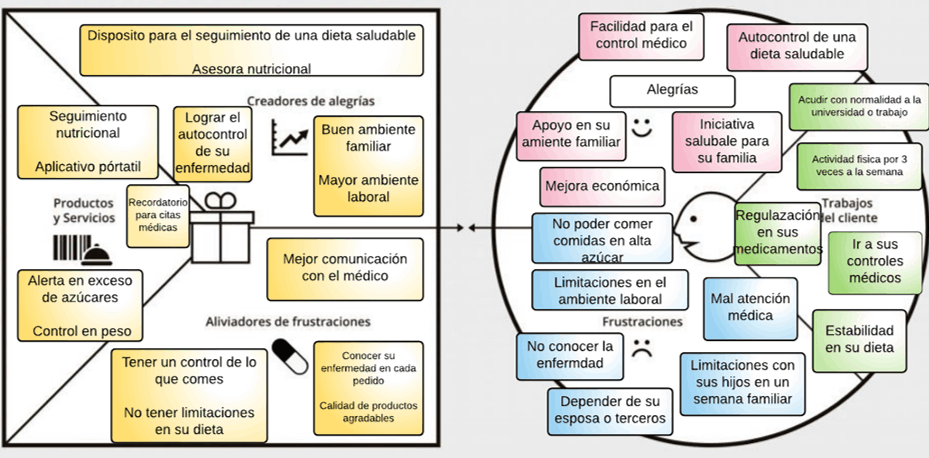 Disposito para el seguimiento de una dieta saludable
Asesora nutricional
Creadores de alegrías
Seguimiento
nutricional
Aplicativo pórtatil
Lograr el
autocontrol
de su
enfermedad
Buen ambiente
familiar
Mayor ambiente
laboral
Productos
y Servicios
Recordatorio
para citas
médicas
Mejor comunicación
con el médico
Alerta en exceso
de azúcares
Control en peso
Aliviadores de frustraciones
Tener un control de lo
que comes
No tener limitaciones
en su dieta
Conocer su
enfermedad en cada
pedido
Calidad de productos
agradables
Facilidad para el
control médico
Autocontrol de una
dieta saludable
Alegrías
Acudir con normalidad a la
universidad o trabajo
Apoyo en su
amiente familiar
Iniciativa
salubale para
su familia
Actividad fisica por 3
veces a la semana
Mejora económica
Trabajos
del cliente
No poder comer
comidas en alta
azúcar
Regulazación
en sus
medicamentos
Ir a sus
controles
médicos
Limitaciones en el
ambiente laboral
Mal atención
médica
Frustraciones
Estabilidad
en su dieta
No conocer la
enfermdad
Limitaciones con
sus hijos en un
semana familiar
Depender de su
esposa o terceros